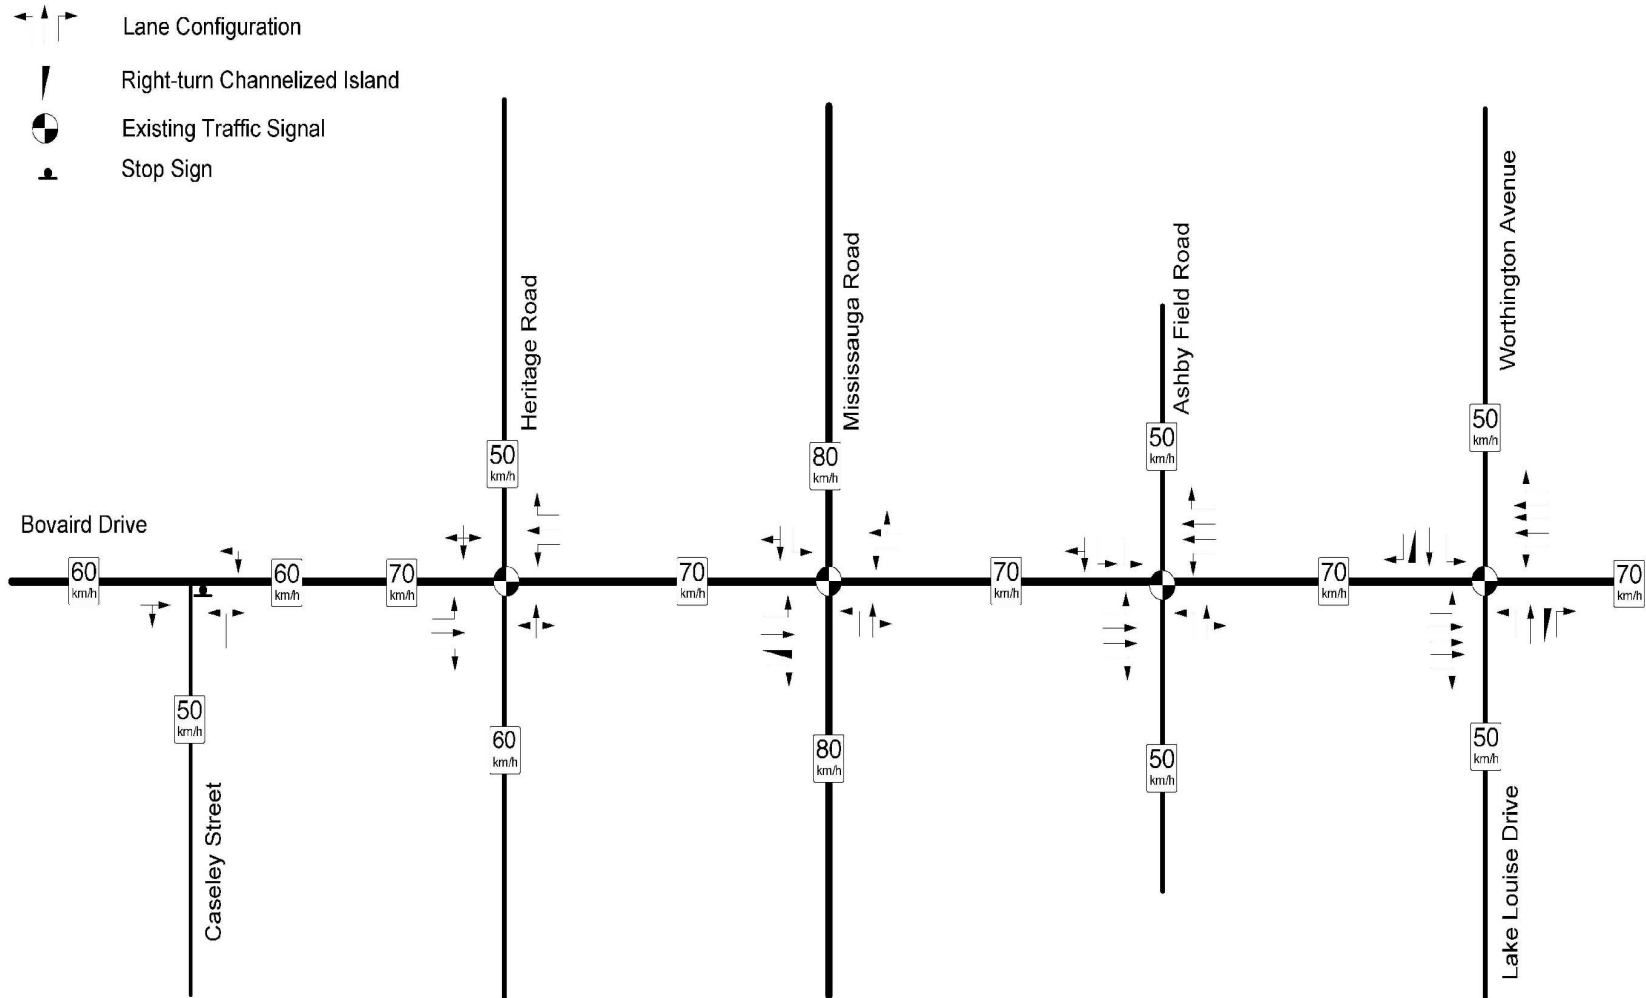 Lane Configuration
Right-turn Channelized Island
Existing Traffic Signal
Stop Sign
Heritage Road
Mississauga Road
Ashby Field Road
Worthington Avenue
50
km/h
80
km/h
50
km/h
50
km/h
Bovaird Drive
60
km/h
60
km/h
70
km/h
70
km/h
70
km/h
70
km/h
70
km/h
50
km/h
60
km/h
80
km/h
50
km/h
50
km/h
Caseley Street
Lake Louise Drive